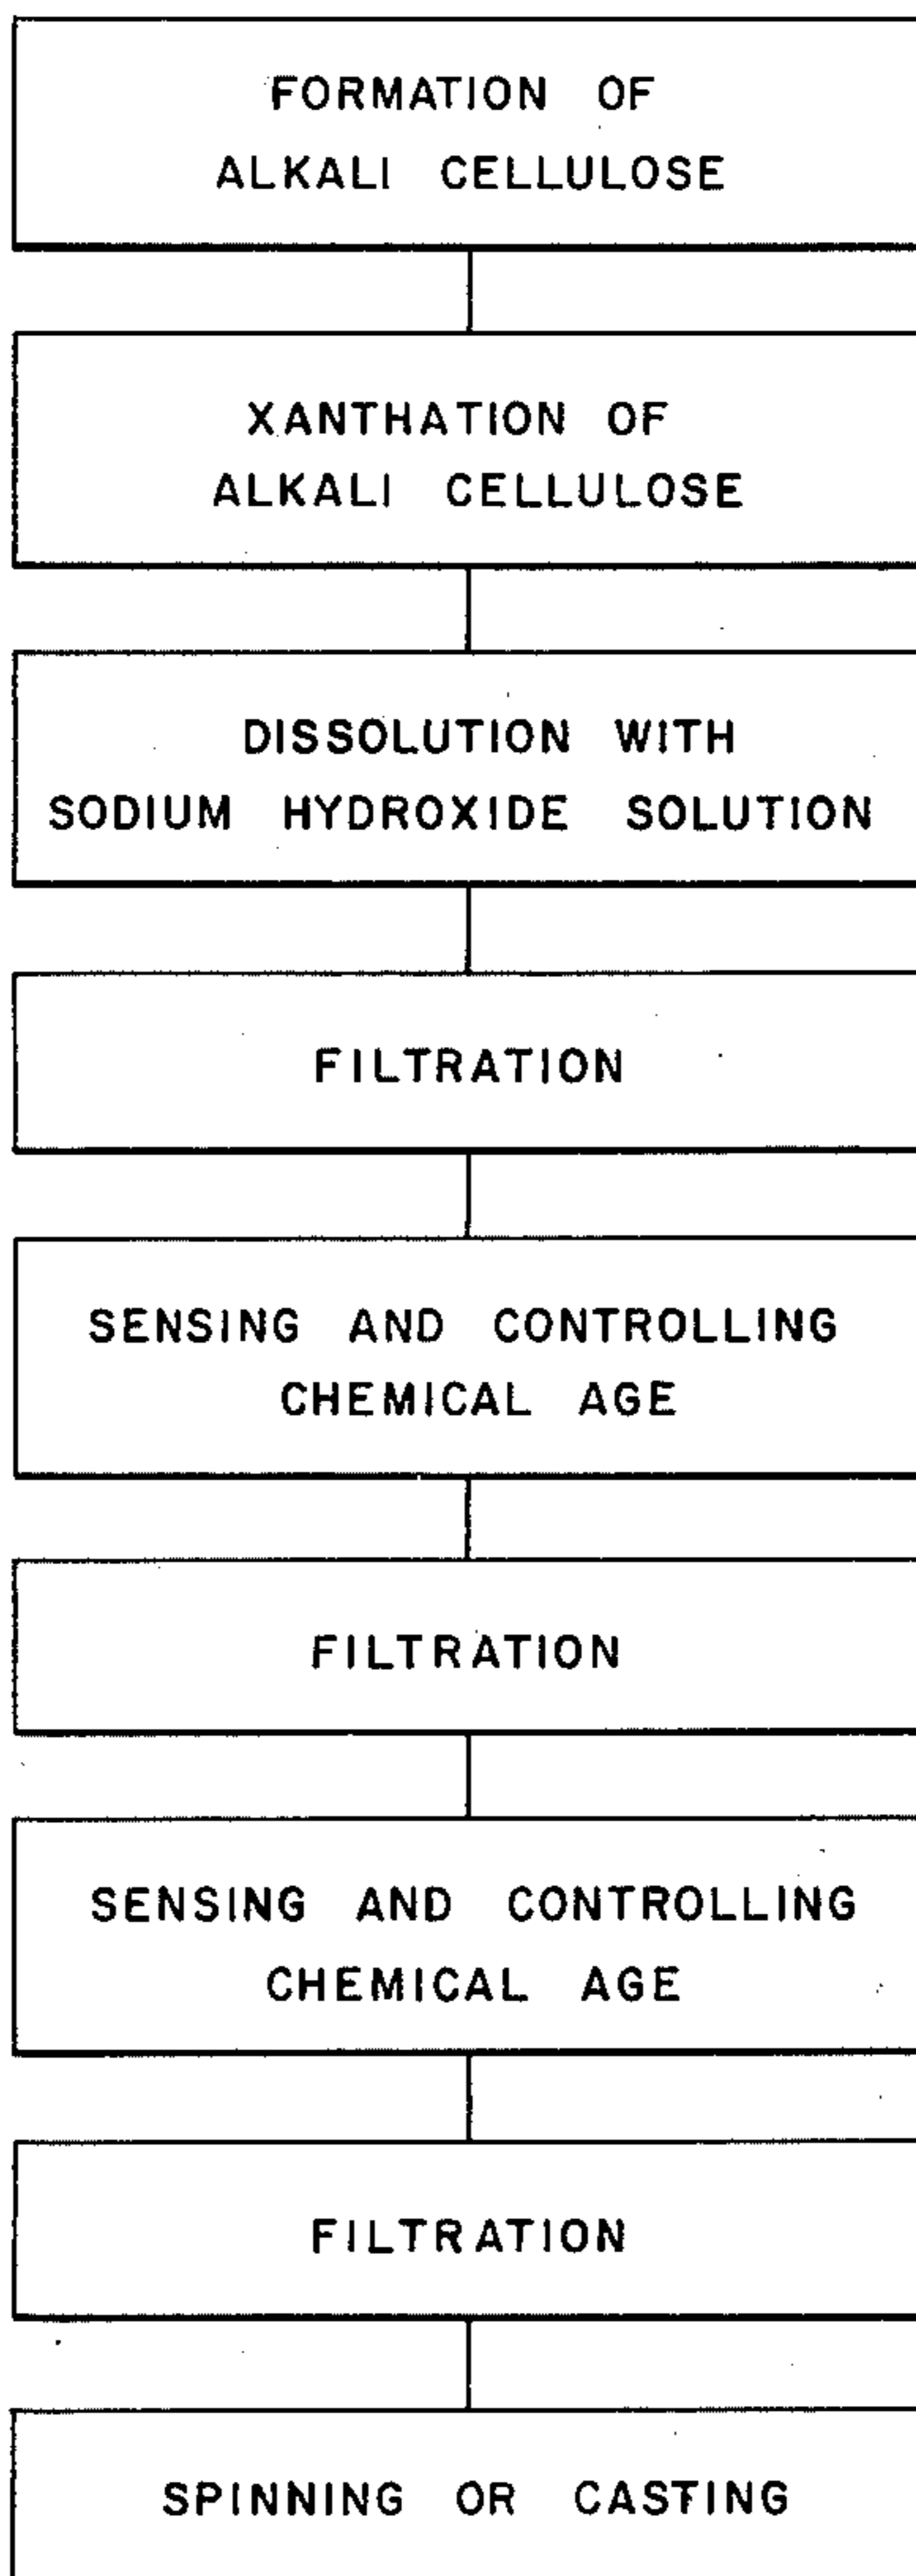 FORMATION OF
ALKALI CELLULOSE
XANTHATION OF
ALKALI CELLULOSE
DISSOLUTION WITH
SODIUM HYDROXIDE SOLUTION
FILTRATION
SENSING AND CONTROLLING
CHEMICAL AGE
FILTRATION
SENSING AND CONTROLLING
CHEMICAL AGE
FILTRATION
SPINNING OR CASTING